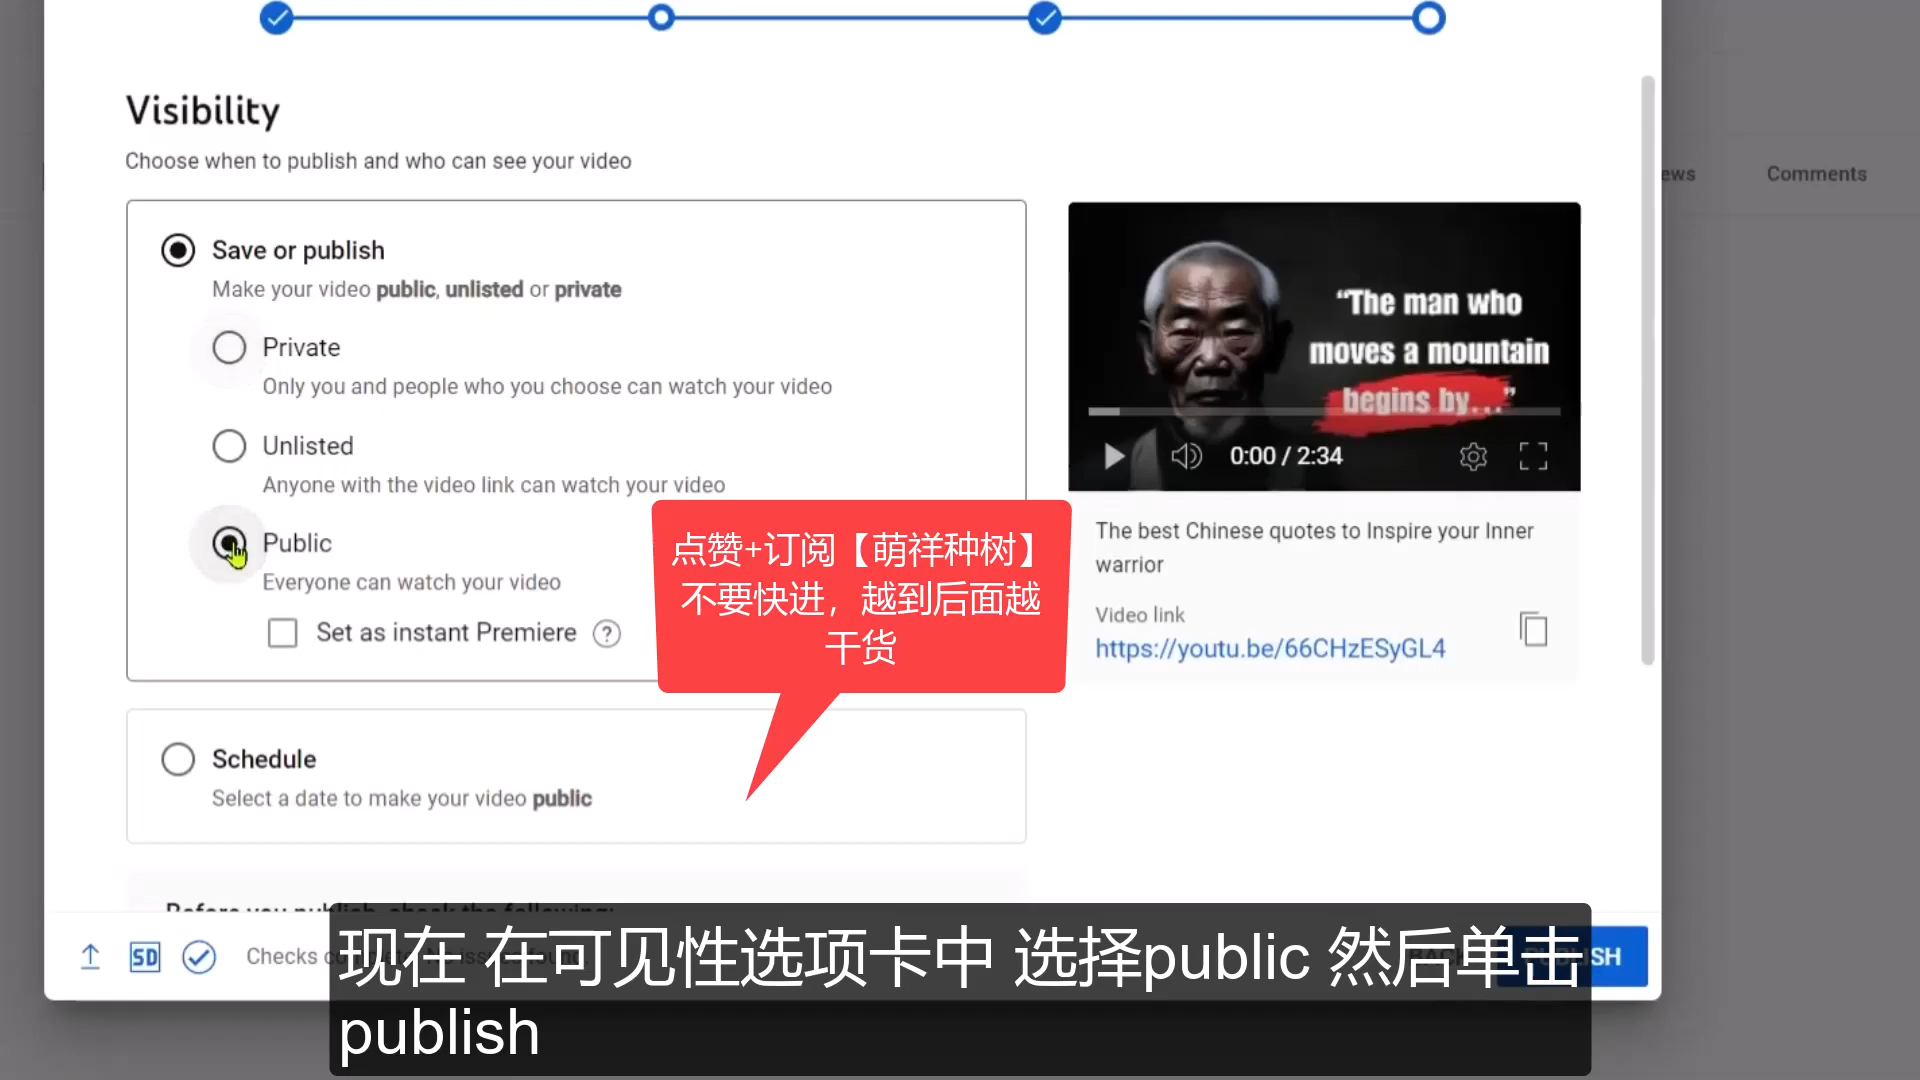 Visibility
Choose when to publish and who can see your video
ews
Comments
Save or publish
Make your video public, unlisted or private
Private
Only you and people who you choose can watch your video
Unlisted
Anyone with the video link can watch your video
Public
Everyone can watch your video
Set as instant Premiere ?
Schedule
Select a date to make your video public
“The man who
moves a mountain
begins by…”
0:00 / 2:34
The best Chinese quotes to Inspire your Inner
warrior
Video link
https://youtu.be/66CHzESyGL4
点赞+订阅【萌祥种树】
不要快进，越到后面越
干货
Before you publish, check the following:
SD
Checks
现在 在可见性选项卡中 选择public 然后单击
publish